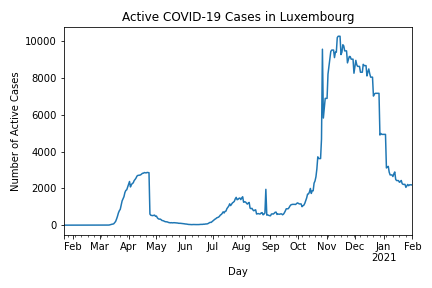 Active COVID-19 Cases in Luxembourg
Number of Active Cases
10000
8000
6000
4000
2000
0
Feb Mar Apr May Jun Jul Aug Sep Oct Nov Dec Jan Feb
2021
Day